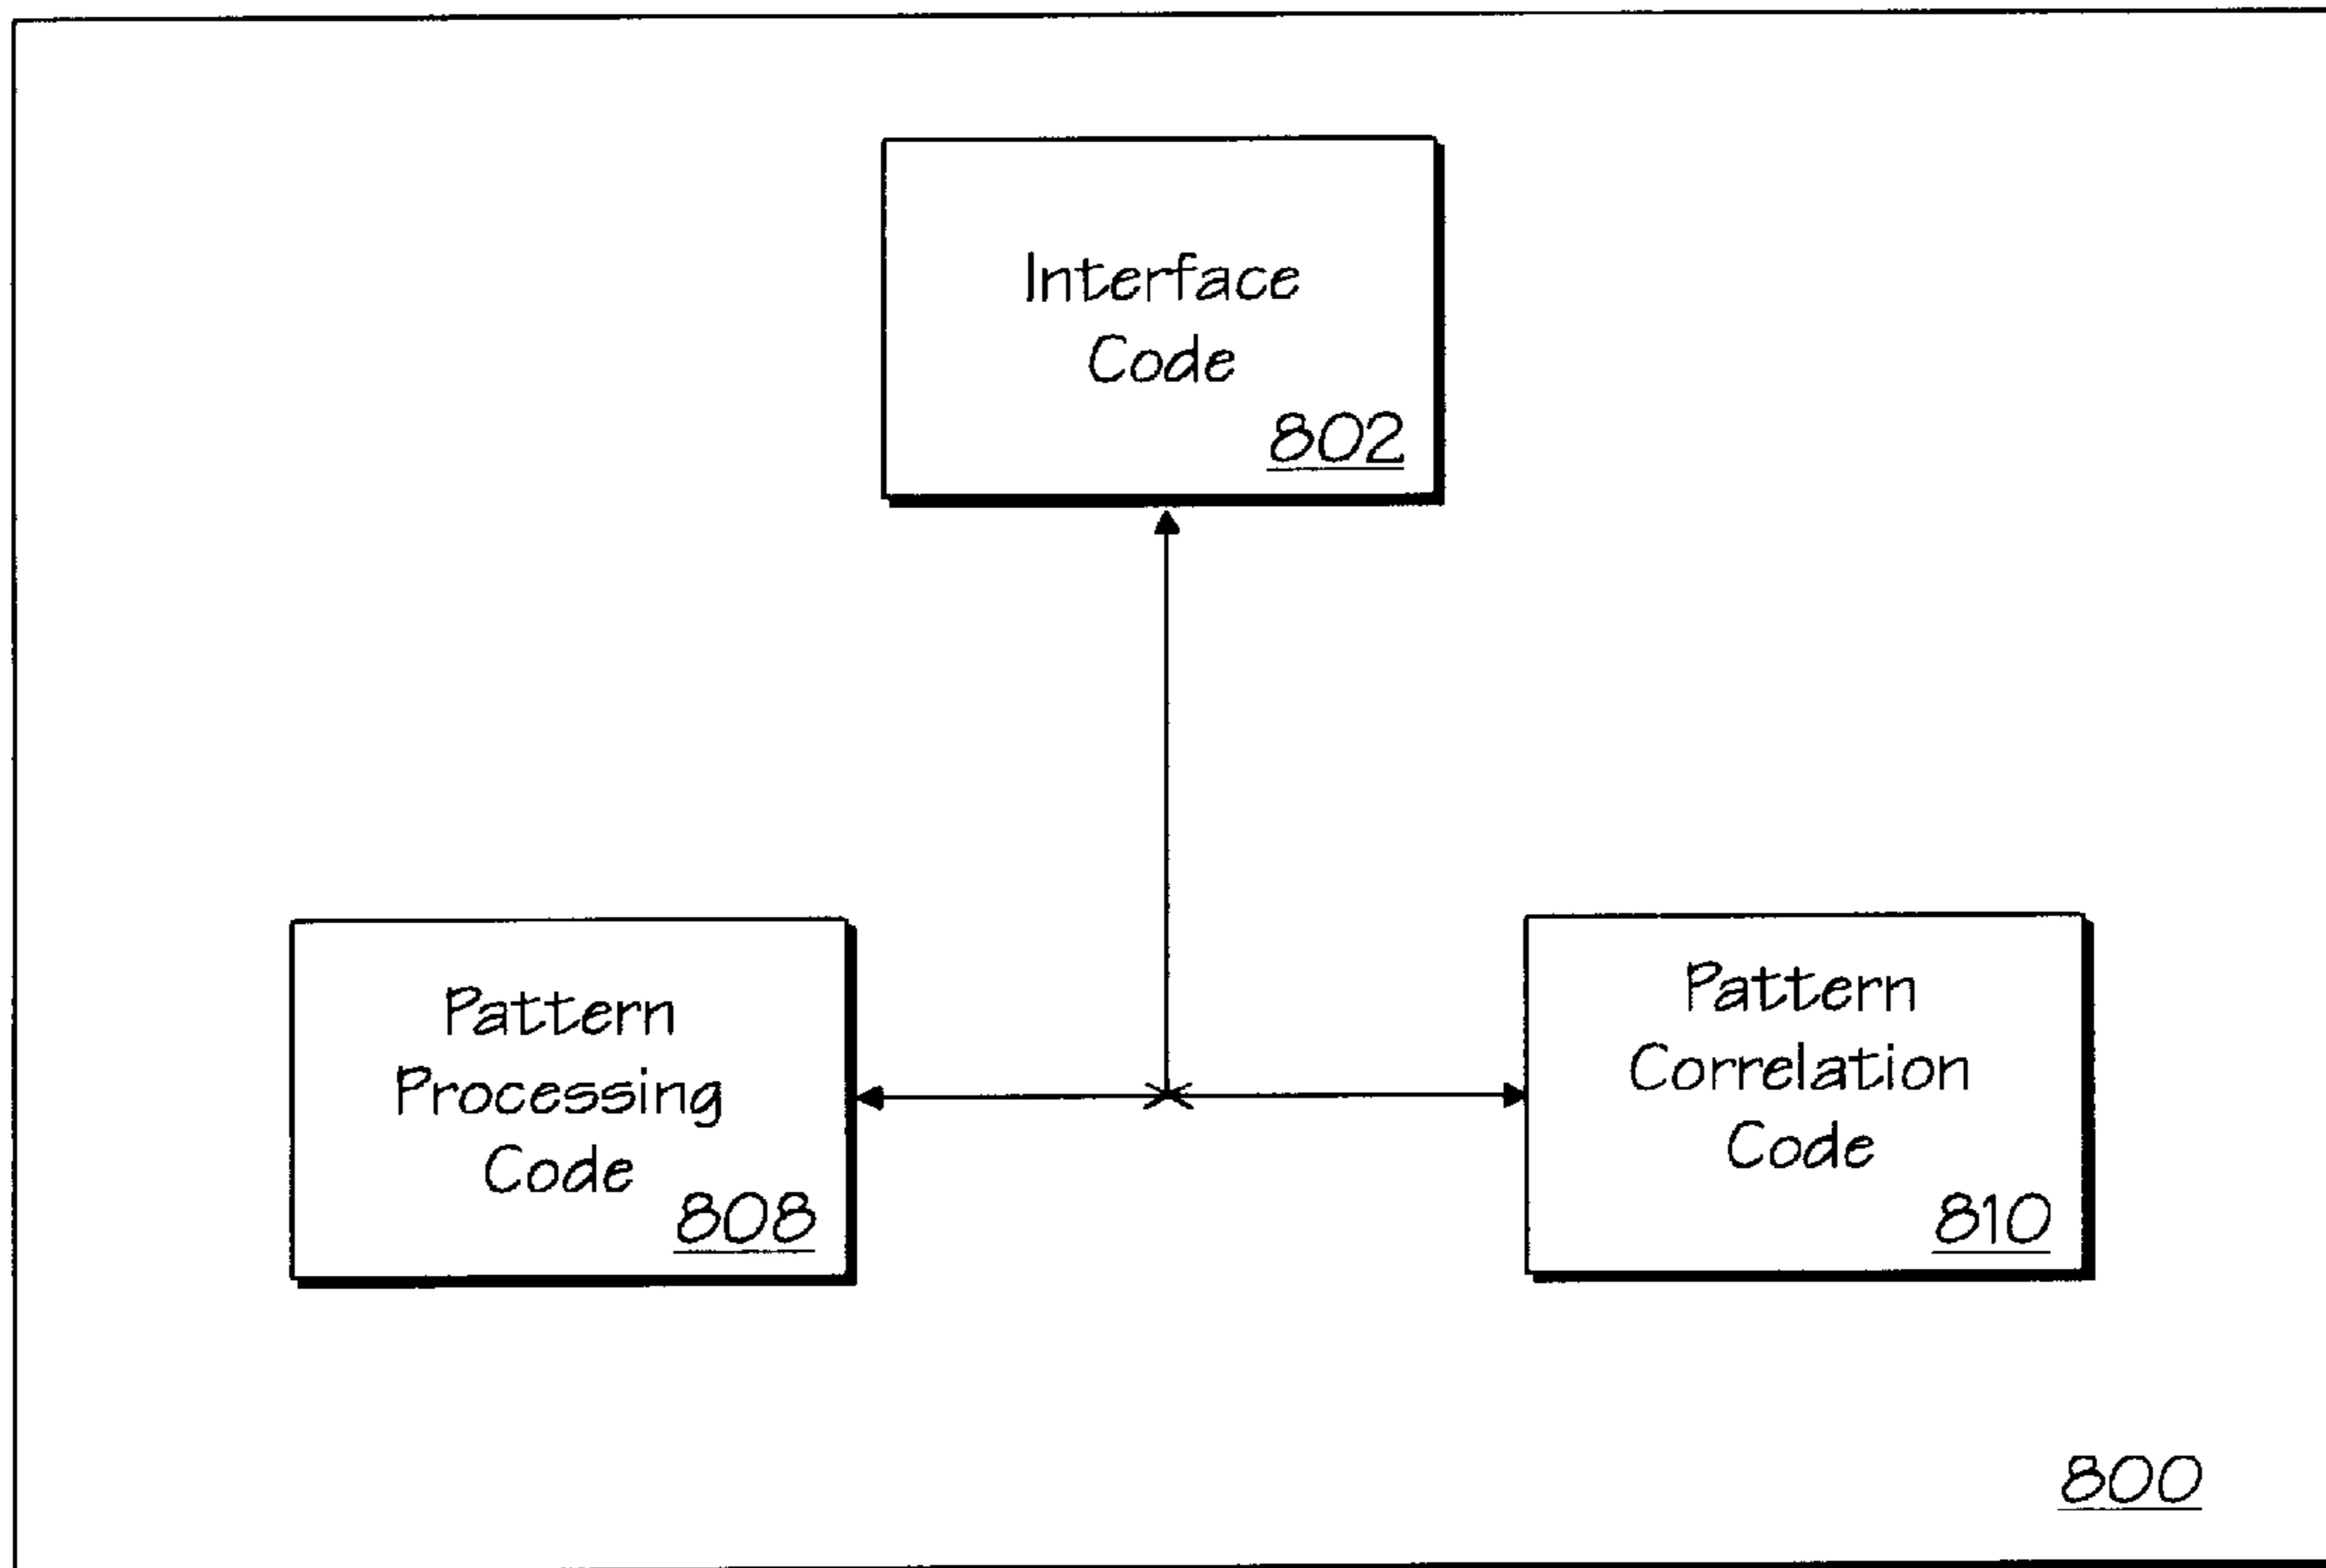 Interface
Code
802
Pattern
Processing
Code
808
Pattern
Correlation
Code
810
800